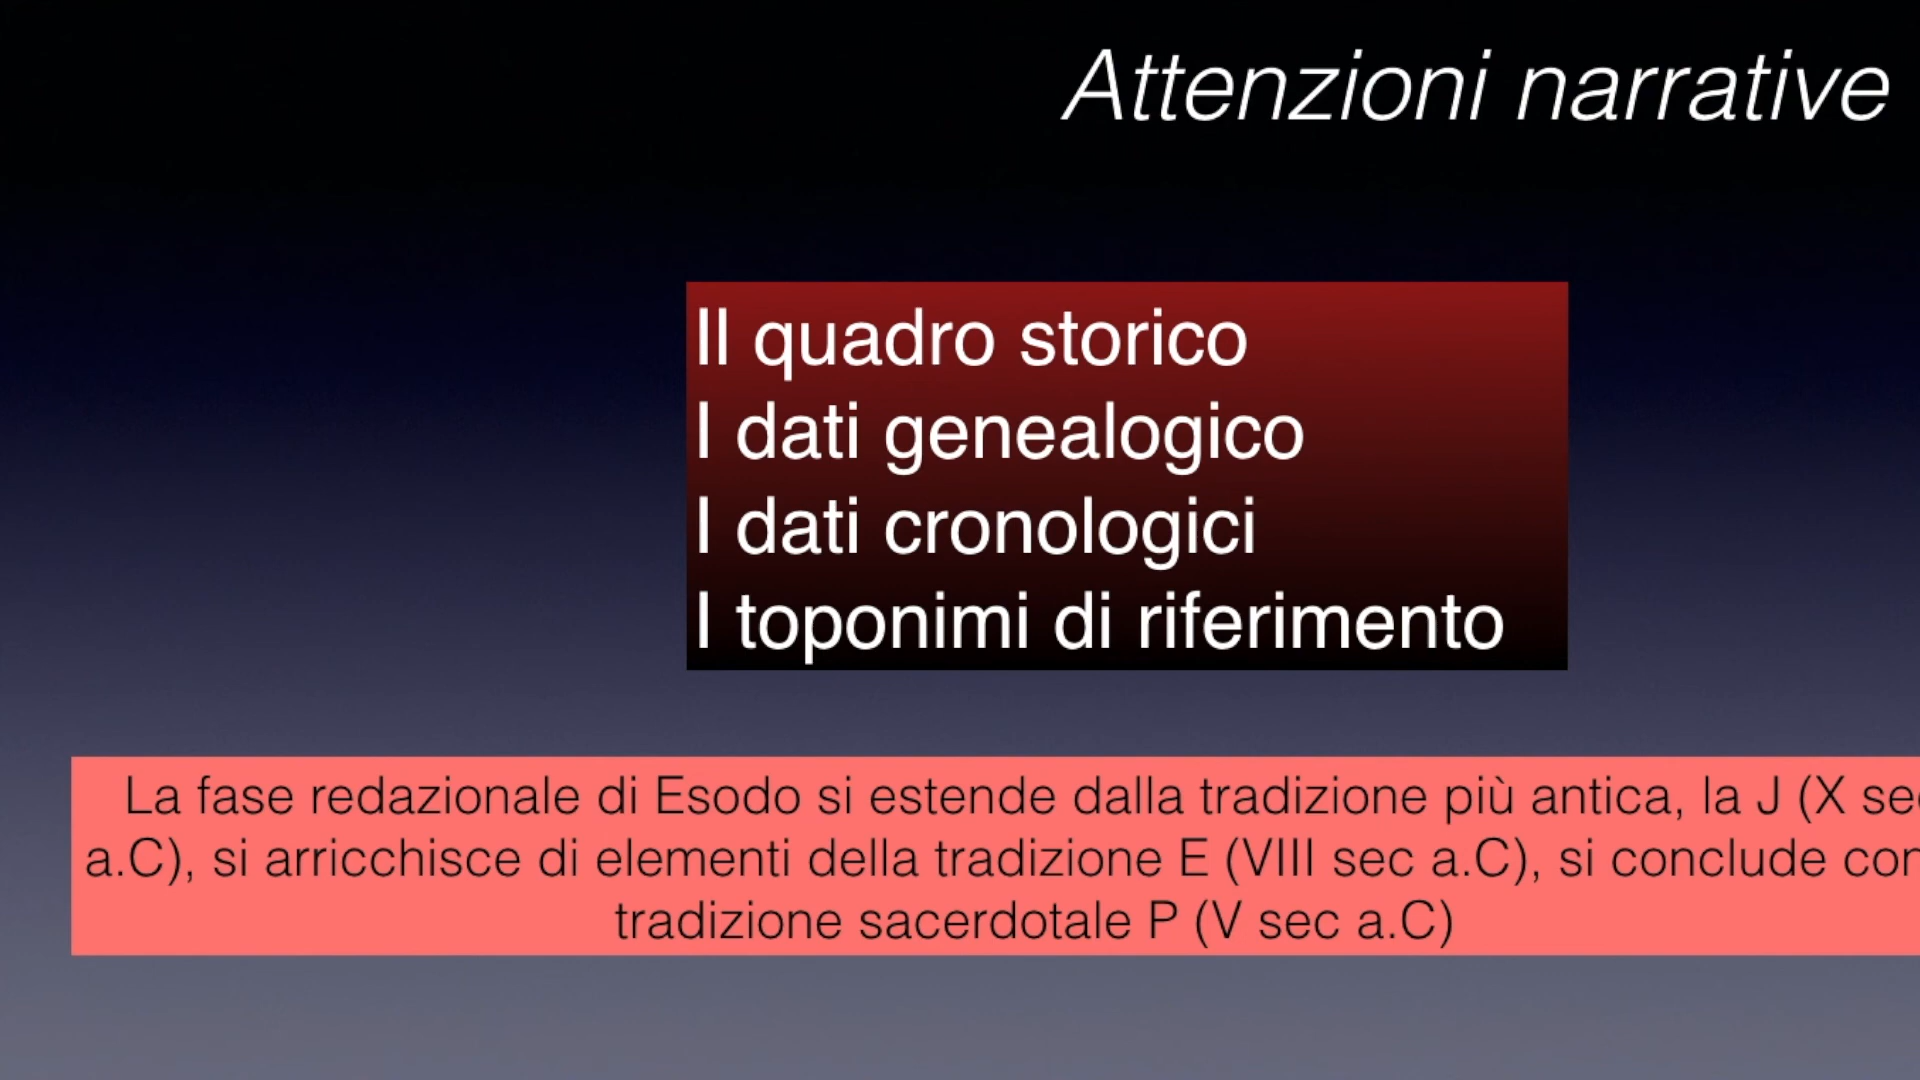 Attenzioni narrative
Il quadro storico
I dati genealogico
I dati cronologici
I toponimi di riferimento
La fase redazionale di Esodo si estende dalla tradizione più antica, la J (X
a.C), si arricchisce di elementi della tradizione E (VIII sec a.C), si conclude
tradizione sacerdotale P (V sec a.C)